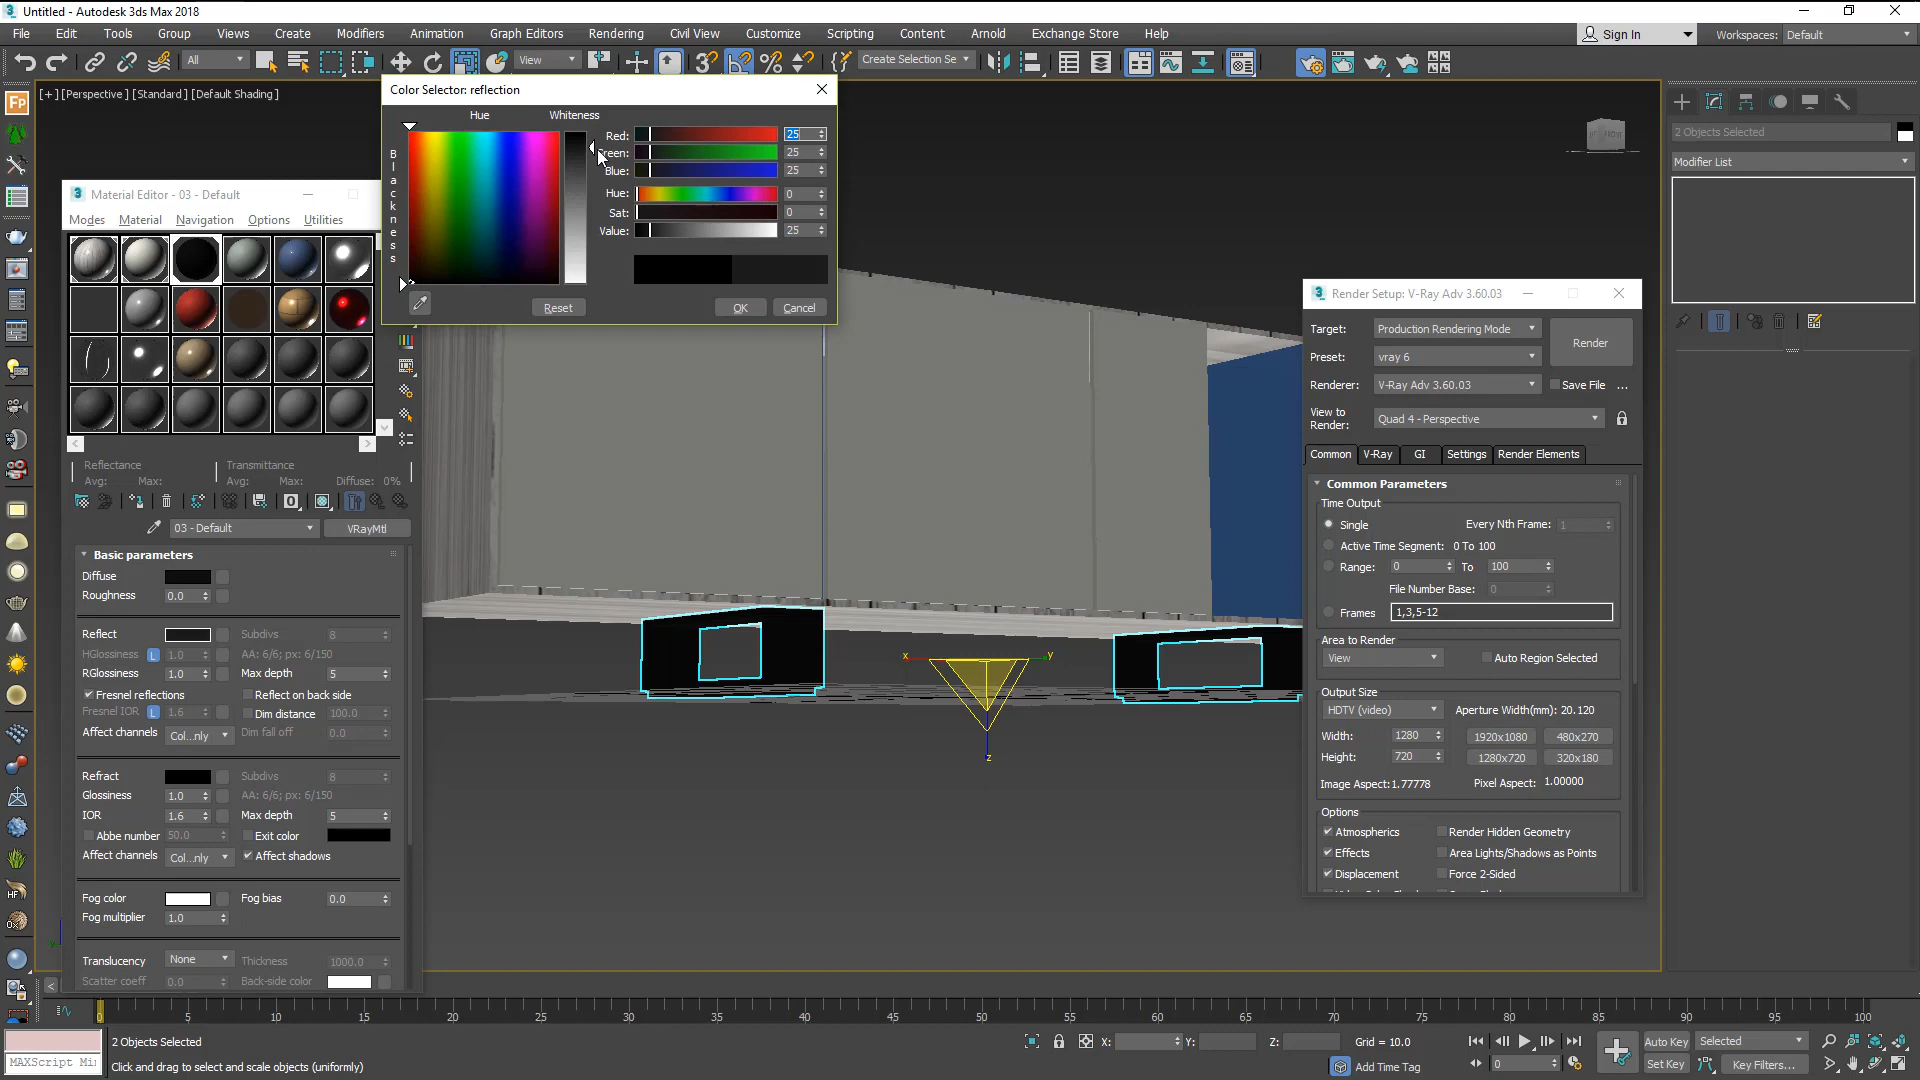 Untitled - Autodesk 3ds Max 2018
File Edit Tools Group Views Create Modifiers Animation Graph Editors Rendering Civil View Customize Scripting Content Arnold Exchange Store Help
Sign In Workspaces: Default
All View Create Selection Se
[+] [Perspective] [Standard] [Default Shading]
Color Selector: reflection
Hue Whiteness
Blackness
Red: 25
Green: 25
Blue: 25
Hue: 0
Sat: 0
Value: 25
Reset OK Cancel
2 Objects Selected
Modifier List
Material Editor - 03 - Default
Modes Material Navigation Options Utilities
Reflectance Transmittance
Avg: Max: Avg: Max: Diffuse: 0%
03 - Default VRayMtl
Basic parameters
Diffuse
Roughness 0.0
Reflect Subdivs 8
HGlossiness L 1.0 AA: 6/6; px: 6/150
RGlossiness 1.0 Max depth 5
Fresnel reflections Reflect on back side
Fresnel IOR L 1.6 Dim distance 100.0
Affect channels Col...nly Dim fall off 0.0
Refract Subdivs 8
Glossiness 1.0 AA: 6/6; px: 6/150
IOR 1.6 Max depth 5
Abbe number 50.0 Exit color
Affect channels Col...nly Affect shadows
Fog color Fog bias 0.0
Fog multiplier 1.0
Translucency None Thickness 1000.0
Scatter coeff 0.0 Back-side color
x y
z
Render Setup: V-Ray Adv 3.60.03
Target: Production Rendering Mode Render
Preset: vray 6
Renderer: V-Ray Adv 3.60.03 Save File ...
View to Render: Quad 4 - Perspective
Common V-Ray GI Settings Render Elements
Common Parameters
Time Output
Single Every Nth Frame: 1
Active Time Segment: 0 To 100
Range: 0 To 100
File Number Base: 0
Frames 1,3,5-12
Area to Render
View Auto Region Selected
Output Size
HDTV (video) Aperture Width(mm): 20.120
Width: 1280 1920x1080 480x270
Height: 720 1280x720 320x180
Image Aspect: 1.77778 Pixel Aspect: 1.00000
Options
Atmospherics Render Hidden Geometry
Effects Area Lights/Shadows as Points
Displacement Force 2-Sided
0 5 10 15 20 25 30 35 40 45 50 55 60 65 70 75 80 85 90 95 100
2 Objects Selected X: Y: Z: Grid = 10.0 Auto Key Selected
MAXScript Mi Click and drag to select and scale objects (uniformly) Add Time Tag 0 Set Key Key Filters...